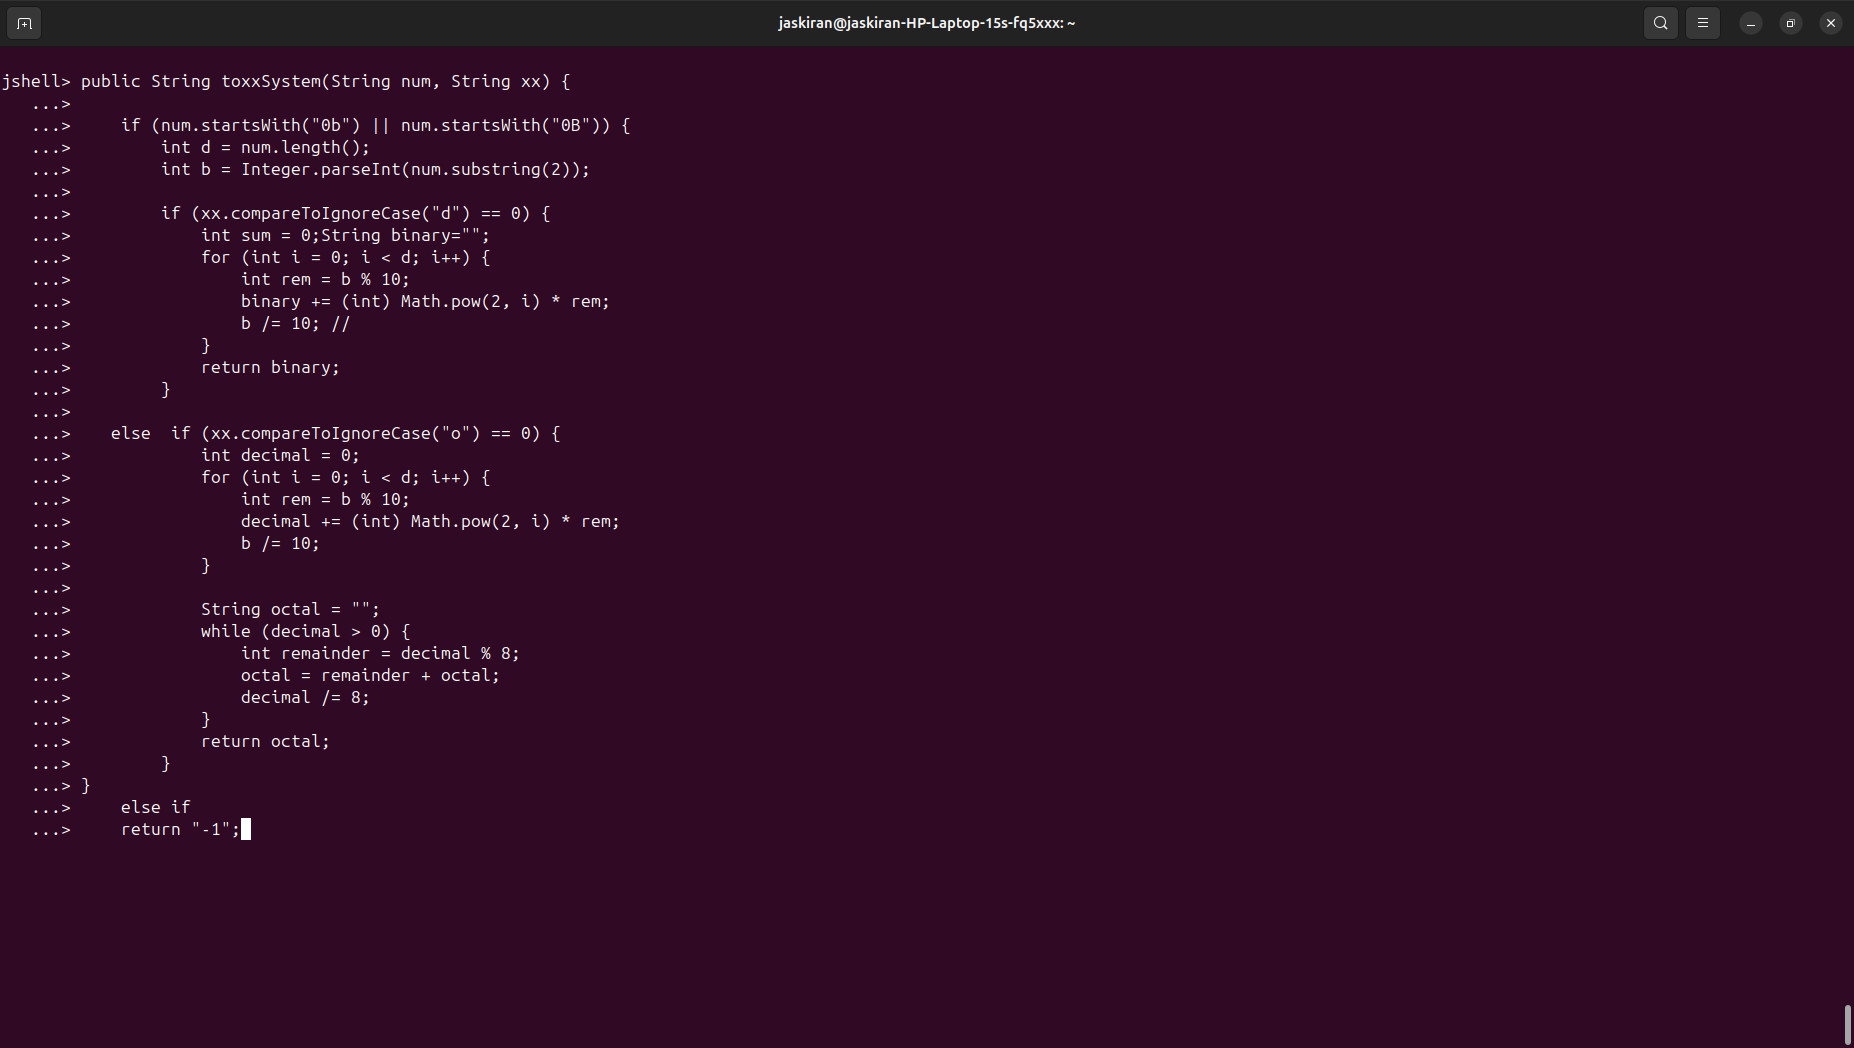 jaskiran@jaskiran-HP-Laptop-15s-fq5xxx: ~
jshell> public String toxxSystem(String num, String xx) {
   ...>
   ...>     if (num.startsWith("0b") || num.startsWith("0B")) {
   ...>         int d = num.length();
   ...>         int b = Integer.parseInt(num.substring(2));
   ...>
   ...>         if (xx.compareToIgnoreCase("d") == 0) {
   ...>             int sum = 0;String binary="";
   ...>             for (int i = 0; i < d; i++) {
   ...>                 int rem = b % 10;
   ...>                 binary += (int) Math.pow(2, i) * rem;
   ...>                 b /= 10; //
   ...>             }
   ...>             return binary;
   ...>         }
   ...>
   ...>    else  if (xx.compareToIgnoreCase("o") == 0) {
   ...>             int decimal = 0;
   ...>             for (int i = 0; i < d; i++) {
   ...>                 int rem = b % 10;
   ...>                 decimal += (int) Math.pow(2, i) * rem;
   ...>                 b /= 10;
   ...>             }
   ...>
   ...>             String octal = "";
   ...>             while (decimal > 0) {
   ...>                 int remainder = decimal % 8;
   ...>                 octal = remainder + octal;
   ...>                 decimal /= 8;
   ...>             }
   ...>             return octal;
   ...>         }
   ...> }
   ...>     else if
   ...>     return "-1";